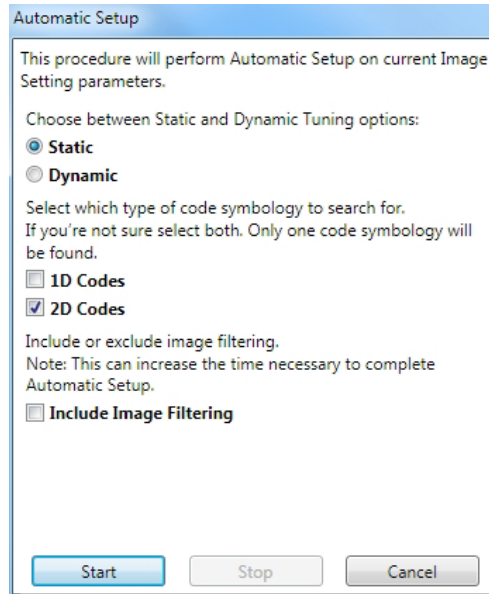 Automatic Setup
This procedure will perform Automatic Setup on current Image
Setting parameters.
Choose between Static and Dynamic Tuning options:
Static
Dynamic
Select which type of code symbology to search for.
If you're not sure select both. Only one code symbology will
be found.
1D Codes
2D Codes
Include or exclude image filtering.
Note: This can increase the time necessary to complete
Automatic Setup.
Include Image Filtering
Start Stop Cancel